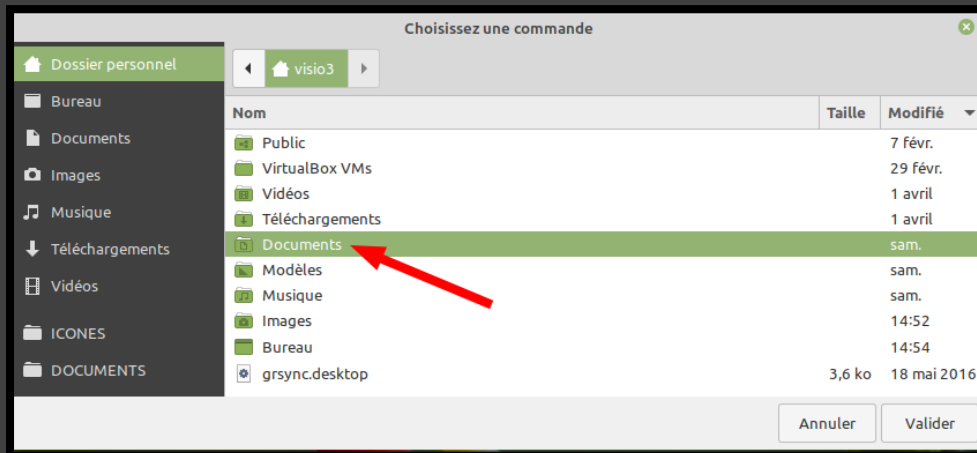 Choisissez une commande
Dossier personnel
Bureau
Documents
Images
Musique
Téléchargements
Vidéos
ICONES
DOCUMENTS
visio3
Nom Taille Modifié
Public 7 févr.
VirtualBox VMs 29 févr.
Vidéos 1 avril
Téléchargements 1 avril
Documents sam.
Modèles sam.
Musique sam.
Images 14:52
Bureau 14:54
grsync.desktop 3,6 ko 18 mai 2016
Annuler Valider